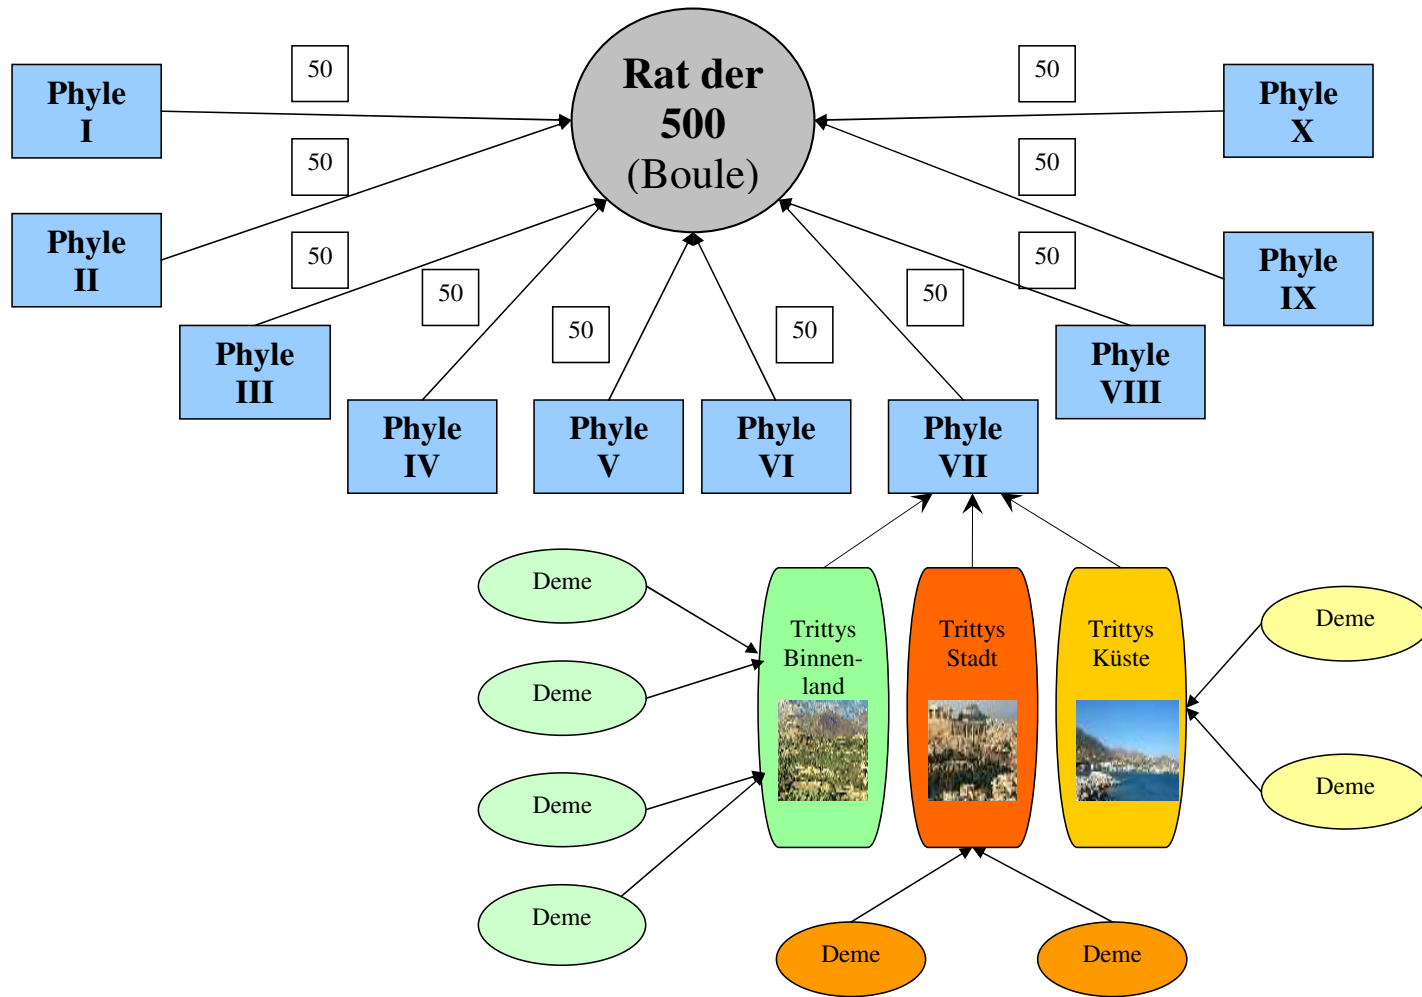 50
Rat der
500
(Boule)
50
Phyle
I
Phyle
X
50
50
Phyle
II
50
50
Phyle
IX
50
50
50
50
Phyle
III
Phyle
VIII
Phyle
IV
Phyle
V
Phyle
VI
Phyle
VII
Deme
Trittys
Binnen-
land
Trittys
Stadt
Trittys
Küste
Deme
Deme
Deme
Deme
Deme
Deme
Deme